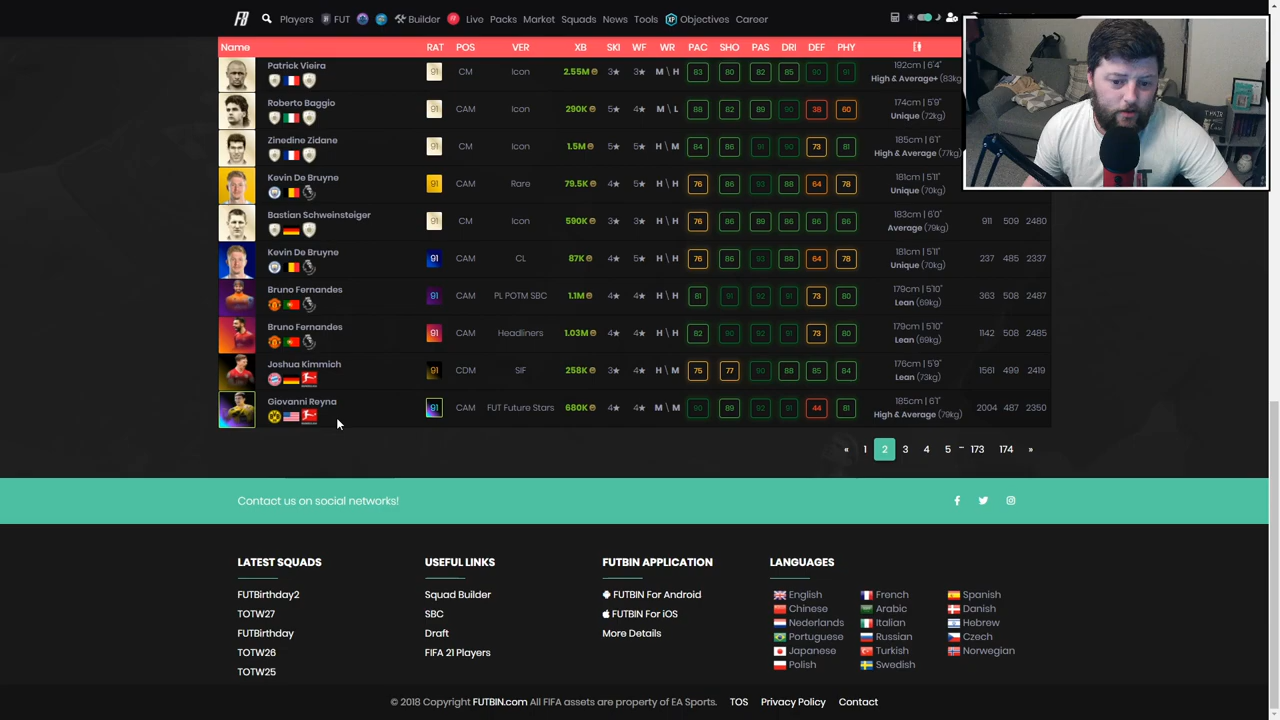 FB Players FUT Builder Live Packs Market Squads News Tools XP Objectives Career
Name RAT POS VER XB SKI WF WR PAC SHO PAS DRI DEF PHY
Patrick Vieira 91 CM Icon 2.55M 3★ 3★ M \ H 83 80 82 85 90 91 192cm | 6'4" High & Average+ (83kg
Roberto Baggio 91 CAM Icon 290K 5★ 4★ M \ L 88 82 89 90 38 60 174cm | 5'9" Unique (72kg)
Zinedine Zidane 91 CAM Icon 1.5M 5★ 5★ H \ M 84 86 91 90 73 81 185cm | 6'1" High & Average (77kg)
Kevin De Bruyne 91 CAM Rare 79.5K 4★ 5★ H \ H 76 86 93 88 64 78 181cm | 5'11" Unique (70kg)
Bastian Schweinsteiger 91 CM Icon 590K 3★ 3★ H \ H 76 86 89 86 86 86 183cm | 6'0" Average (79kg) 911 509 2480
Kevin De Bruyne 91 CAM CL 87K 4★ 5★ H \ H 76 86 93 88 64 78 181cm | 5'11" Unique (70kg) 237 485 2337
Bruno Fernandes 91 CAM PL POTM SBC 1.1M 4★ 4★ H \ H 81 91 92 91 73 80 179cm | 5'10" Lean (69kg) 363 508 2487
Bruno Fernandes 91 CAM Headliners 1.03M 4★ 4★ H \ H 82 90 92 91 73 80 179cm | 5'10" Lean (69kg) 1142 508 2485
Joshua Kimmich 91 CDM SIF 258K 3★ 4★ H \ H 75 77 90 88 85 84 176cm | 5'9" Lean (73kg) 1561 499 2419
Giovanni Reyna 91 CAM FUT Future Stars 680K 4★ 4★ M \ M 90 89 92 91 44 81 185cm | 6'1" High & Average (79kg) 2004 487 2350
« 1 2 3 4 5 – 173 174 »
Contact us on social networks!
LATEST SQUADS USEFUL LINKS FUTBIN APPLICATION LANGUAGES
FUTBirthday2 Squad Builder FUTBIN For Android English French Spanish
TOTW27 SBC FUTBIN For iOS Chinese Arabic Danish
FUTBirthday Draft More Details Nederlands Italian Hebrew
TOTW26 FIFA 21 Players Portuguese Russian Czech
TOTW25 Japanese Turkish Norwegian
Polish Swedish
© 2018 Copyright FUTBIN.com All FIFA assets are property of EA Sports. TOS Privacy Policy Contact